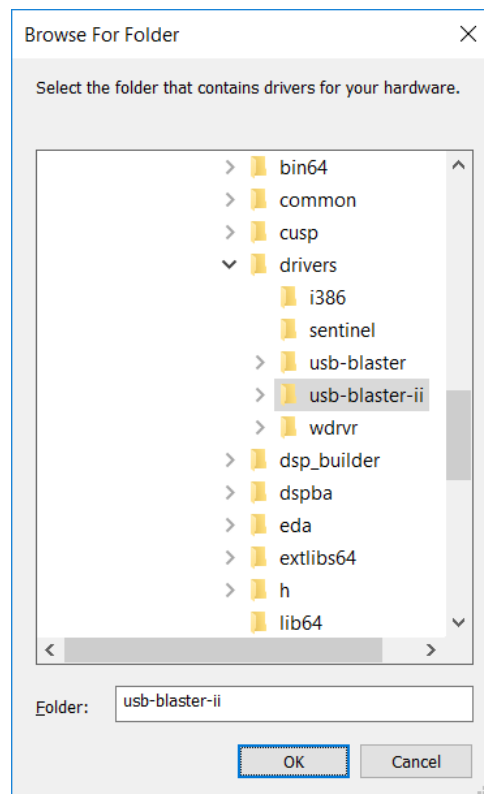 Browse For Folder
Select the folder that contains drivers for your hardware.
bin64
common
cusp
drivers
i386
sentinel
usb-blaster
usb-blaster-ii
wdrvr
dsp_builder
dspba
eda
extlibs64
h
lib64
Folder: usb-blaster-ii
OK Cancel